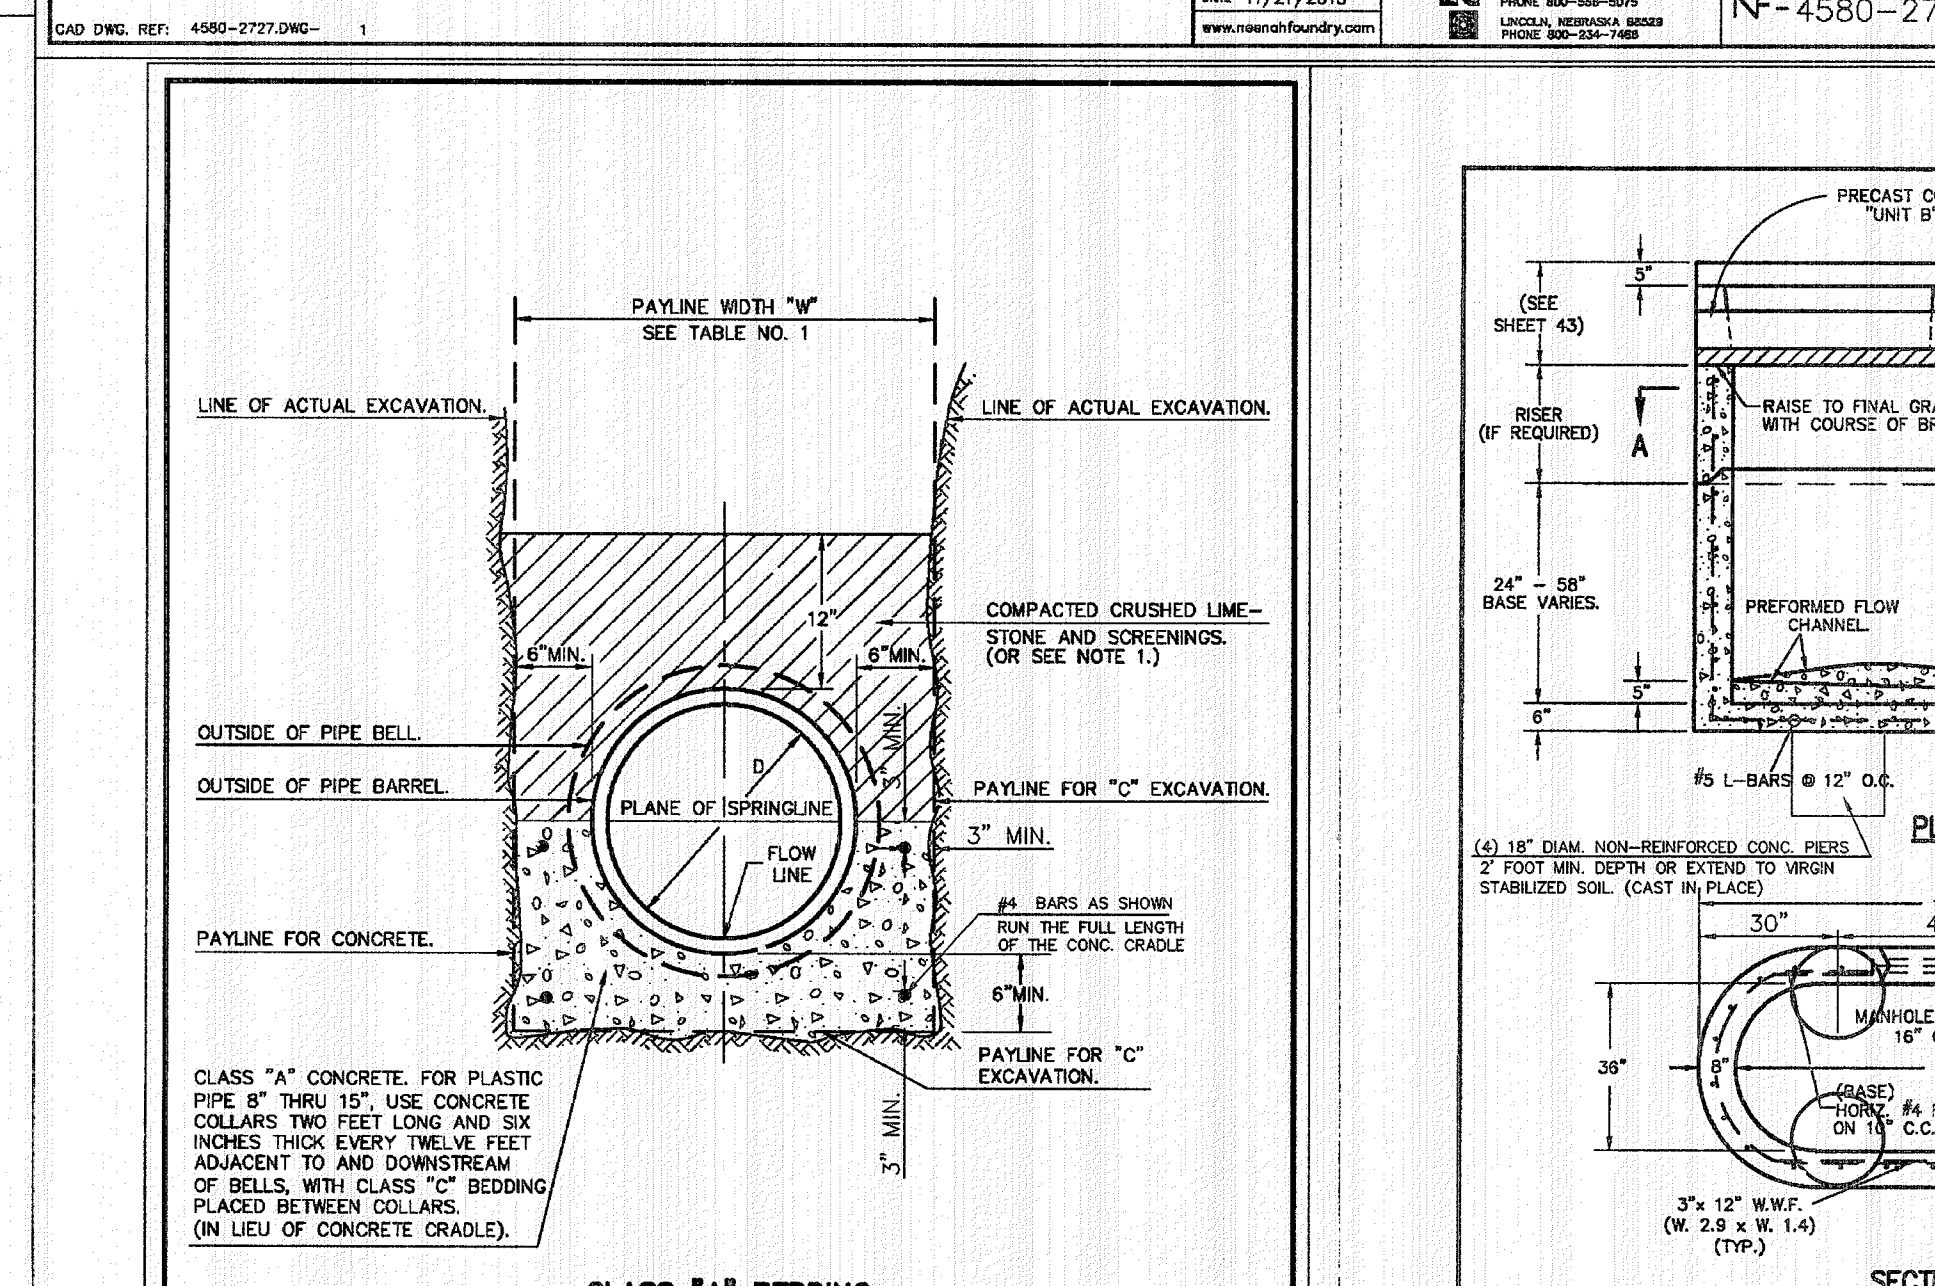 CAD DWG. REF: 4580-2727.DWG- 1
www.neenahfoundry.com
LINCOLN, NEBRASKA 68529
PHONE 800-234-7466
PAYLINE WIDTH "W"
SEE TABLE NO. 1
LINE OF ACTUAL EXCAVATION.
LINE OF ACTUAL EXCAVATION.
12"
6"MIN.
6"MIN.
COMPACTED CRUSHED LIME-
STONE AND SCREENINGS.
(OR SEE NOTE 1.)
3" MIN.
OUTSIDE OF PIPE BELL.
D
OUTSIDE OF PIPE BARREL.
PLANE OF SPRINGLINE
PAYLINE FOR "C" EXCAVATION.
3" MIN.
FLOW
LINE
#4 BARS AS SHOWN
RUN THE FULL LENGTH
OF THE CONC. CRADLE
PAYLINE FOR CONCRETE.
6"MIN.
PAYLINE FOR "C"
EXCAVATION.
3" MIN.
CLASS "A" CONCRETE. FOR PLASTIC
PIPE 8" THRU 15", USE CONCRETE
COLLARS TWO FEET LONG AND SIX
INCHES THICK EVERY TWELVE FEET
ADJACENT TO AND DOWNSTREAM
OF BELLS, WITH CLASS "C" BEDDING
PLACED BETWEEN COLLARS.
(IN LIEU OF CONCRETE CRADLE).
PRECAST
"UNIT B"
5"
(SEE
SHEET 43)
RISER
(IF REQUIRED)
A
RAISE TO FINAL
WITH COURSE OF
24" - 58"
BASE VARIES.
PREFORMED FLOW
CHANNEL.
5"
6"
#5 L-BARS @ 12" O.C.
(4) 18" DIAM. NON-REINFORCED CONC. PIERS
2' FOOT MIN. DEPTH OR EXTEND TO VIRGIN
STABILIZED SOIL. (CAST IN PLACE)
30"
MANHOLE
16"
36"
8"
(BASE)
HORIZ. #4
ON 10" C.C.
3"x 12" W.W.F.
(W. 2.9 x W. 1.4)
(TYP.)